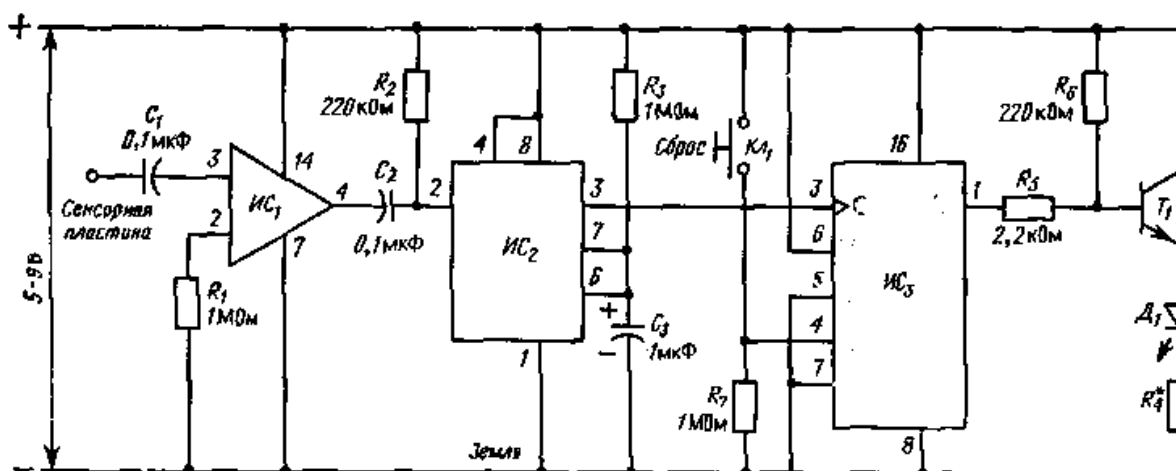 +
5-9в
C₁
0,1мкФ
Сенсорная
пластина
3
2
ИС₁
14
4
7
R₁
1МОм
C₂
0,1мкФ
R₂
220кОм
2
4
8
ИС₂
3
7
6
1
R₃
1МОм
+
−
C₃
1мкФ
Земля
Сброс
Кл₁
R₇
1МОм
3
C
6
5
4
7
ИС₃
16
1
8
R₅
2,2кОм
R₆
220кОм
T₁
Д₁
R₄*